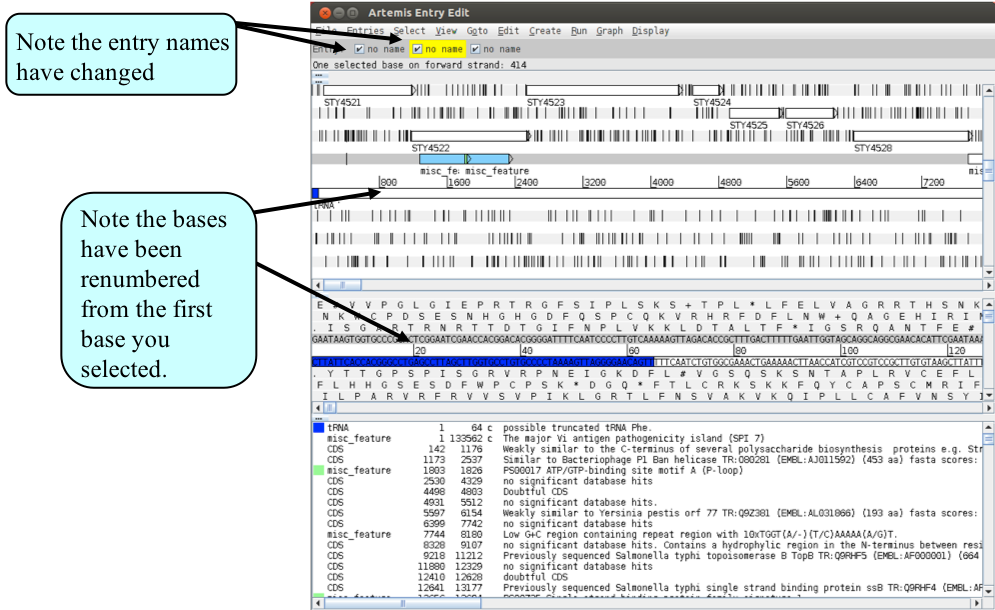 Note the entry names
have changed
Note the bases
have been
renumbered
from the first
base you
selected.
Artemis Entry Edit
File Entries Select View Goto Edit Create Run Graph Display
no name no name no name
One selected base on forward strand: 414
STY4521 STY4523 STY4524
STY4525 STY4526
STY4522 STY4528
misc_fea misc_feature mis
800 1600 2400 3200 4000 4800 5600 6400 7200
tRNA
20 40 60 80 100 120
tRNA 1 64 c possible truncated tRNA Phe.
misc_feature 1 133562 c The major Vi antigen pathogenicity island (SPI 7)
CDS 142 1176 Weakly similar to the C-terminus of several polysaccharide biosynthesis proteins e.g. Str
CDS 1173 2537 Similar to Bacteriophage P1 Ban helicase TR:O80281 (EMBL:AJ011592) (453 aa) fasta scores:
misc_feature 1803 1826 PS00017 ATP/GTP-binding site motif A (P-loop)
CDS 2530 4329 no significant database hits
CDS 4498 4803 Doubtful CDS
CDS 4931 5512 no significant database hits.
CDS 5597 6154 Weakly similar to Yersinia pestis orf 77 TR:Q9Z381 (EMBL:AL031866) (193 aa) fasta scores:
CDS 6399 7742 no significant database hits
misc_feature 7744 8180 Low G+C region containing repeat region with 10xTGGT(A/-)(T/C)AAAAA(A/G)T.
CDS 8328 9107 no significant database hits. Contains a hydrophylic region in the N-terminus between resi
CDS 9218 11212 Previously sequenced Salmonella typhi topoisomerase B TopB TR:Q9RHF5 (EMBL:AF000001) (664
CDS 11880 12329 no significant database hits
CDS 12410 12628 doubtful CDS
CDS 12641 13177 Previously sequenced Salmonella typhi single strand binding protein ssB TR:Q9RHF4 (EMBL:AF